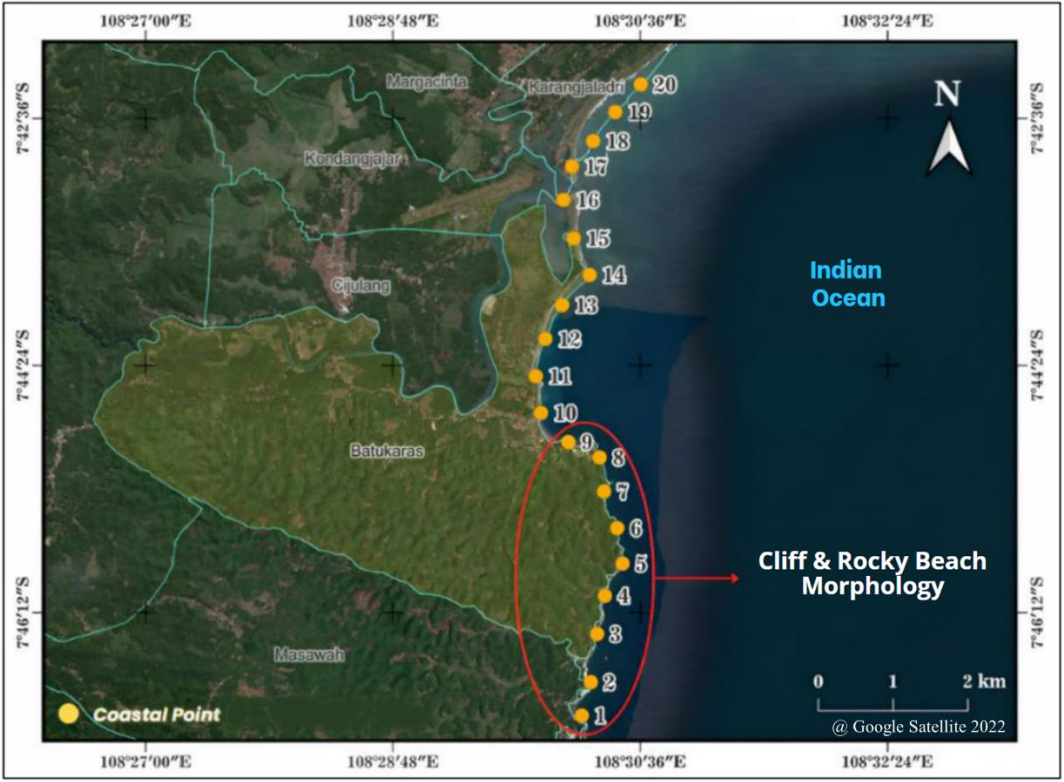 108°27′00″E 108°28′48″E 108°30′36″E 108°32′24″E
7°42′36″S
7°44′24″S
7°46′12″S
7°42′36″S
7°44′24″S
7°46′12″S
Margacinta
Karangjaladri
Kondangjajar
Cijulang
Batukaras
Masawah
20
19
18
17
16
15
14
13
12
11
10
9
8
7
6
5
4
3
2
1
N
Indian
Ocean
Cliff & Rocky Beach
Morphology
Coastal Point
0 1 2 km
@ Google Satellite 2022
108°27′00″E 108°28′48″E 108°30′36″E 108°32′24″E